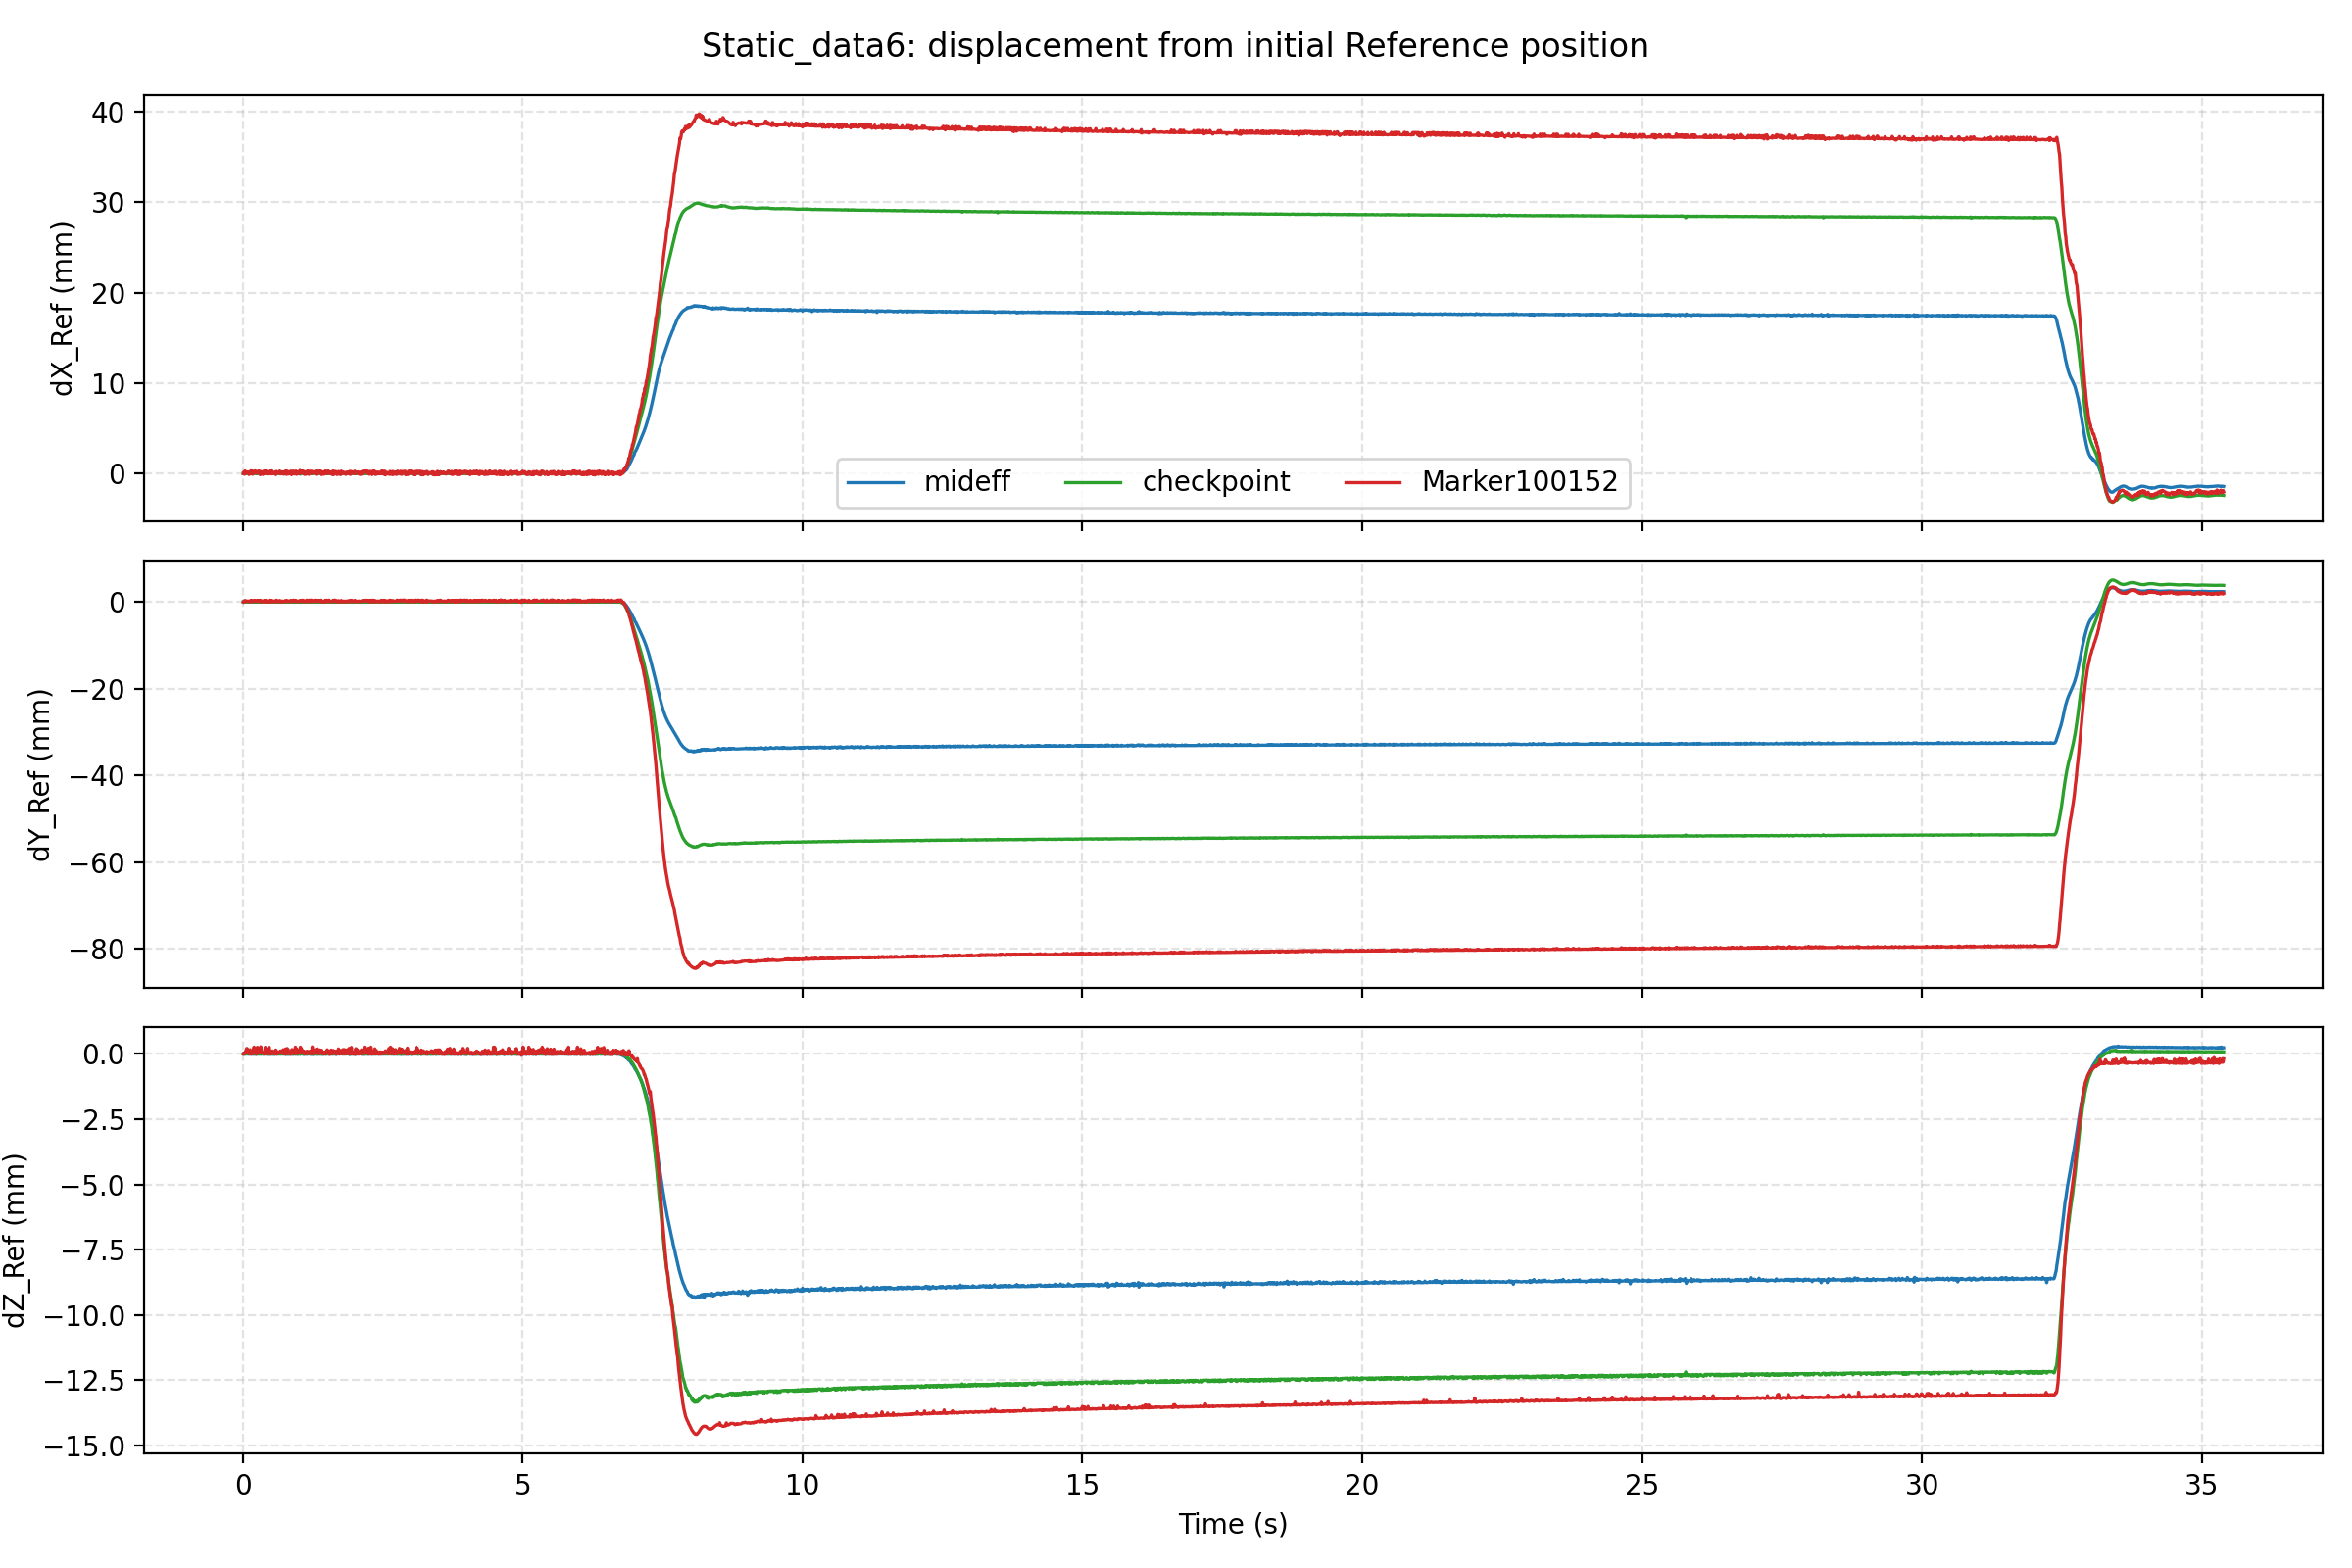 Static_data6: displacement from initial Reference position
40
30
20
10
0
dX_Ref (mm)
mideff checkpoint Marker100152
0
−20
−40
−60
−80
dY_Ref (mm)
0.0
−2.5
−5.0
−7.5
−10.0
−12.5
−15.0
dZ_Ref (mm)
0 5 10 15 20 25 30 35
Time (s)